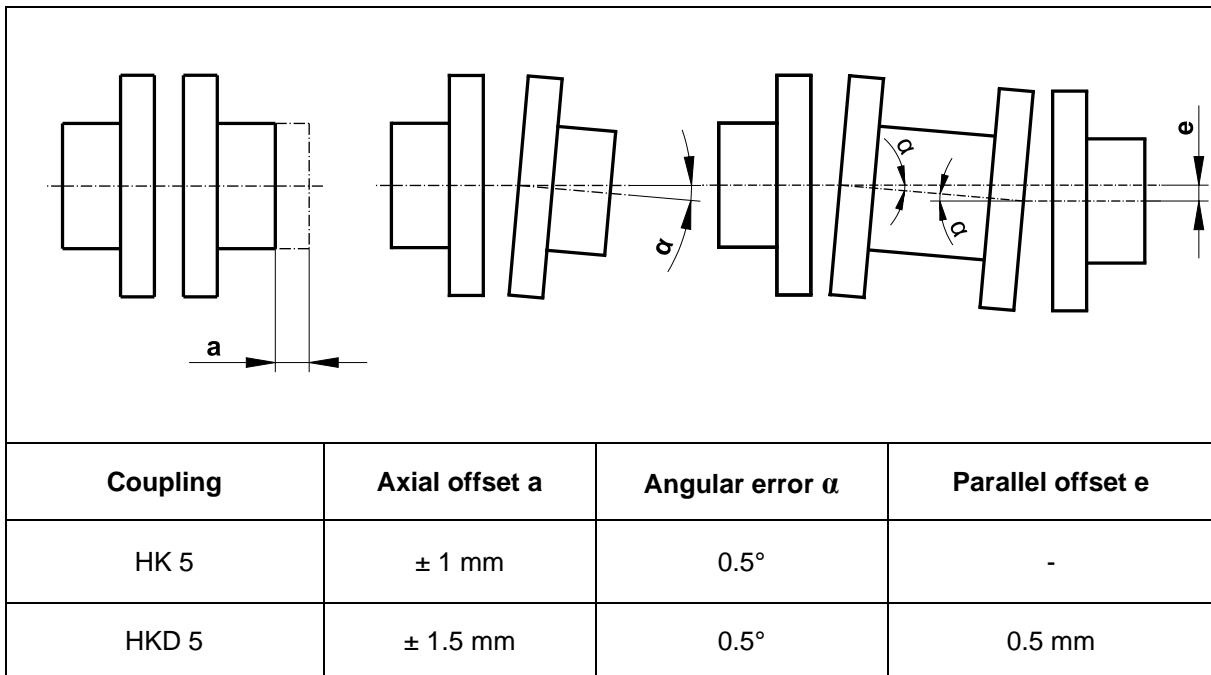 a
α
α
α
e
Coupling Axial offset a Angular error α Parallel offset e
HK 5 ± 1 mm 0.5° -
HKD 5 ± 1.5 mm 0.5° 0.5 mm